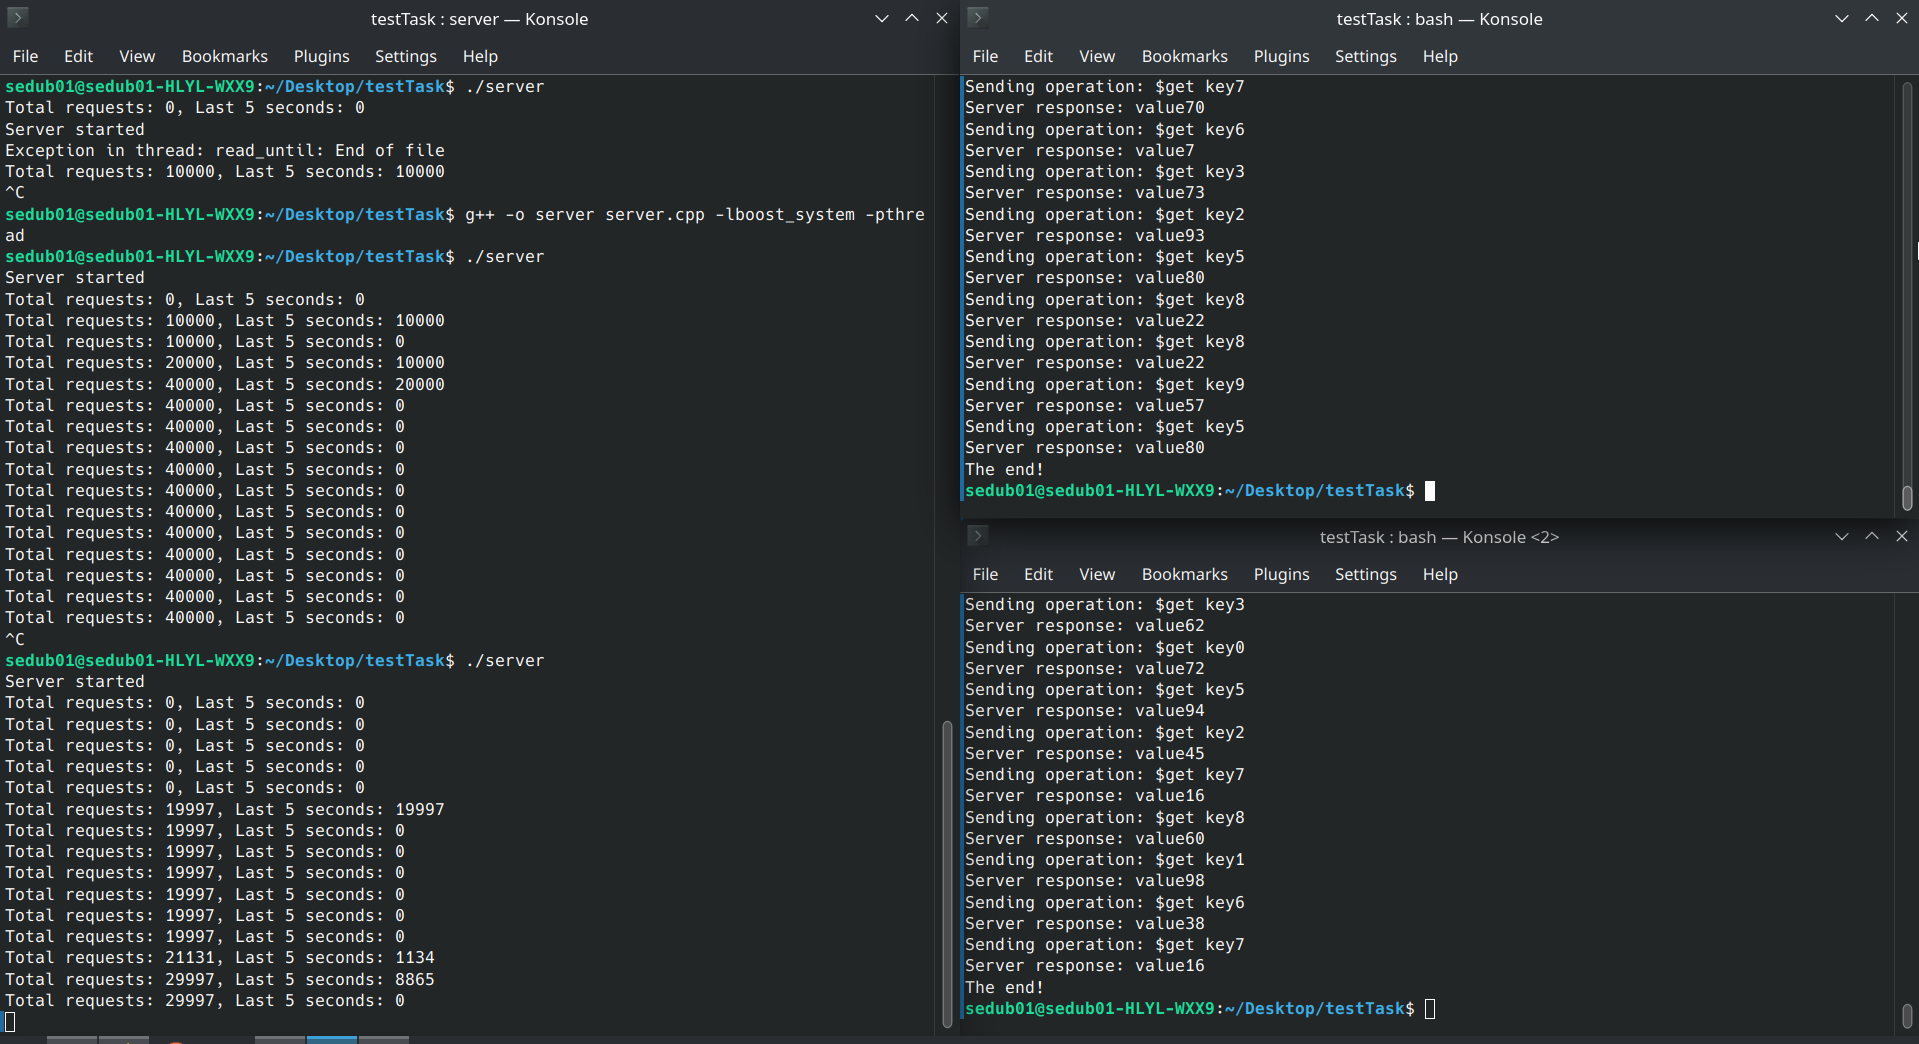 testTask : server — Konsole
File Edit View Bookmarks Plugins Settings Help
sedub01@sedub01-HLYL-WXX9:~/Desktop/testTask$ ./server
Total requests: 0, Last 5 seconds: 0
Server started
Exception in thread: read_until: End of file
Total requests: 10000, Last 5 seconds: 10000
^C
sedub01@sedub01-HLYL-WXX9:~/Desktop/testTask$ g++ -o server server.cpp -lboost_system -pthre
ad
sedub01@sedub01-HLYL-WXX9:~/Desktop/testTask$ ./server
Server started
Total requests: 0, Last 5 seconds: 0
Total requests: 10000, Last 5 seconds: 10000
Total requests: 10000, Last 5 seconds: 0
Total requests: 20000, Last 5 seconds: 10000
Total requests: 40000, Last 5 seconds: 20000
Total requests: 40000, Last 5 seconds: 0
Total requests: 40000, Last 5 seconds: 0
Total requests: 40000, Last 5 seconds: 0
Total requests: 40000, Last 5 seconds: 0
Total requests: 40000, Last 5 seconds: 0
Total requests: 40000, Last 5 seconds: 0
Total requests: 40000, Last 5 seconds: 0
Total requests: 40000, Last 5 seconds: 0
Total requests: 40000, Last 5 seconds: 0
Total requests: 40000, Last 5 seconds: 0
Total requests: 40000, Last 5 seconds: 0
^C
sedub01@sedub01-HLYL-WXX9:~/Desktop/testTask$ ./server
Server started
Total requests: 0, Last 5 seconds: 0
Total requests: 0, Last 5 seconds: 0
Total requests: 0, Last 5 seconds: 0
Total requests: 0, Last 5 seconds: 0
Total requests: 0, Last 5 seconds: 0
Total requests: 19997, Last 5 seconds: 19997
Total requests: 19997, Last 5 seconds: 0
Total requests: 19997, Last 5 seconds: 0
Total requests: 19997, Last 5 seconds: 0
Total requests: 19997, Last 5 seconds: 0
Total requests: 19997, Last 5 seconds: 0
Total requests: 19997, Last 5 seconds: 0
Total requests: 21131, Last 5 seconds: 1134
Total requests: 29997, Last 5 seconds: 8865
Total requests: 29997, Last 5 seconds: 0
testTask : bash — Konsole
File Edit View Bookmarks Plugins Settings Help
Sending operation: $get key7
Server response: value70
Sending operation: $get key6
Server response: value7
Sending operation: $get key3
Server response: value73
Sending operation: $get key2
Server response: value93
Sending operation: $get key5
Server response: value80
Sending operation: $get key8
Server response: value22
Sending operation: $get key8
Server response: value22
Sending operation: $get key9
Server response: value57
Sending operation: $get key5
Server response: value80
The end!
sedub01@sedub01-HLYL-WXX9:~/Desktop/testTask$
testTask : bash — Konsole <2>
File Edit View Bookmarks Plugins Settings Help
Sending operation: $get key3
Server response: value62
Sending operation: $get key0
Server response: value72
Sending operation: $get key5
Server response: value94
Sending operation: $get key2
Server response: value45
Sending operation: $get key7
Server response: value16
Sending operation: $get key8
Server response: value60
Sending operation: $get key1
Server response: value98
Sending operation: $get key6
Server response: value38
Sending operation: $get key7
Server response: value16
The end!
sedub01@sedub01-HLYL-WXX9:~/Desktop/testTask$